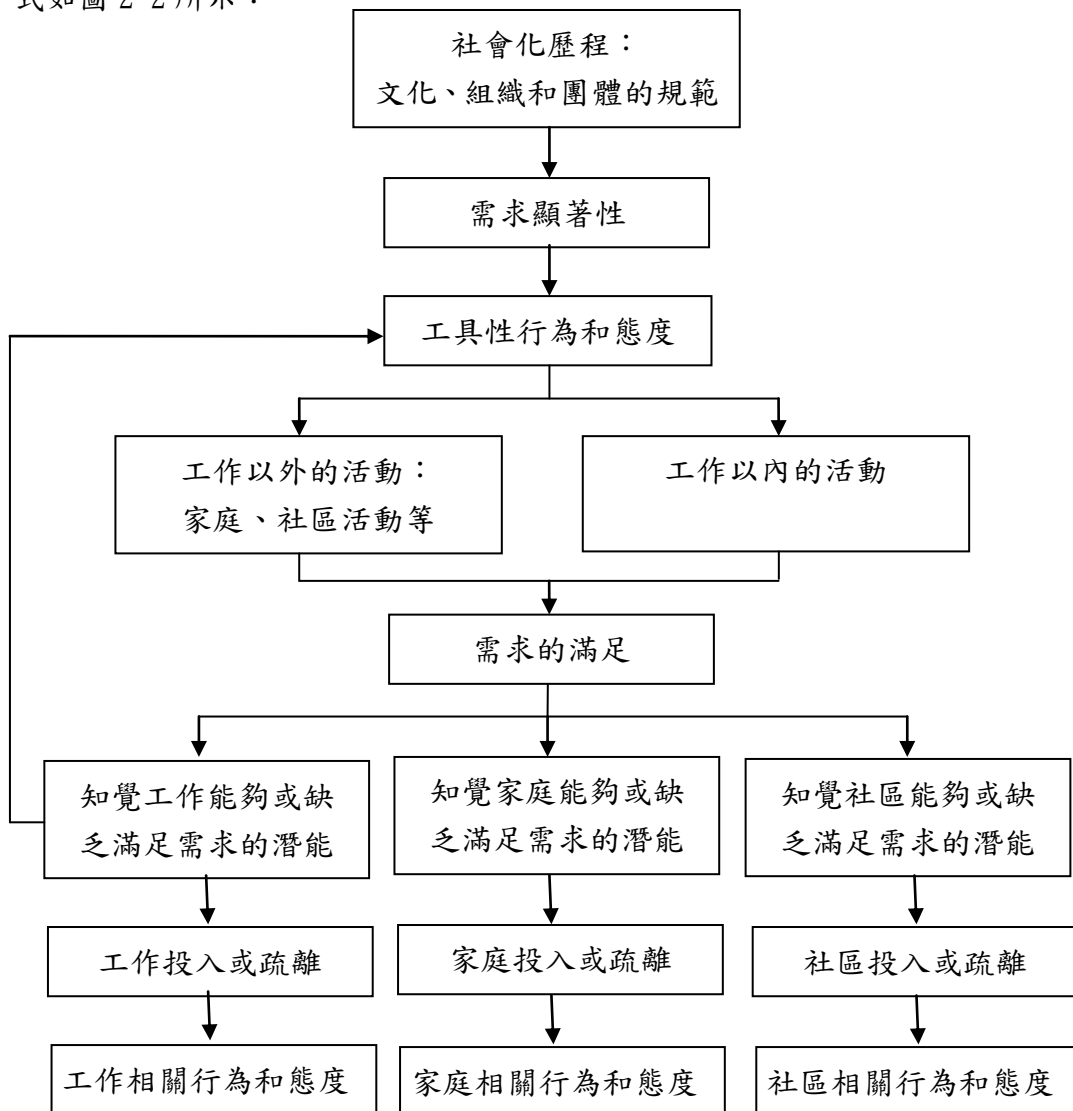 式如圖 2-2 所示：
社會化歷程：
文化、組織和團體的規範
需求顯著性
工具性行為和態度
工作以外的活動：
家庭、社區活動等
工作以內的活動
需求的滿足
知覺工作能夠或缺
乏滿足需求的潛能
知覺家庭能夠或缺
乏滿足需求的潛能
知覺社區能夠或缺
乏滿足需求的潛能
工作投入或疏離
家庭投入或疏離
社區投入或疏離
工作相關行為和態度
家庭相關行為和態度
社區相關行為和態度